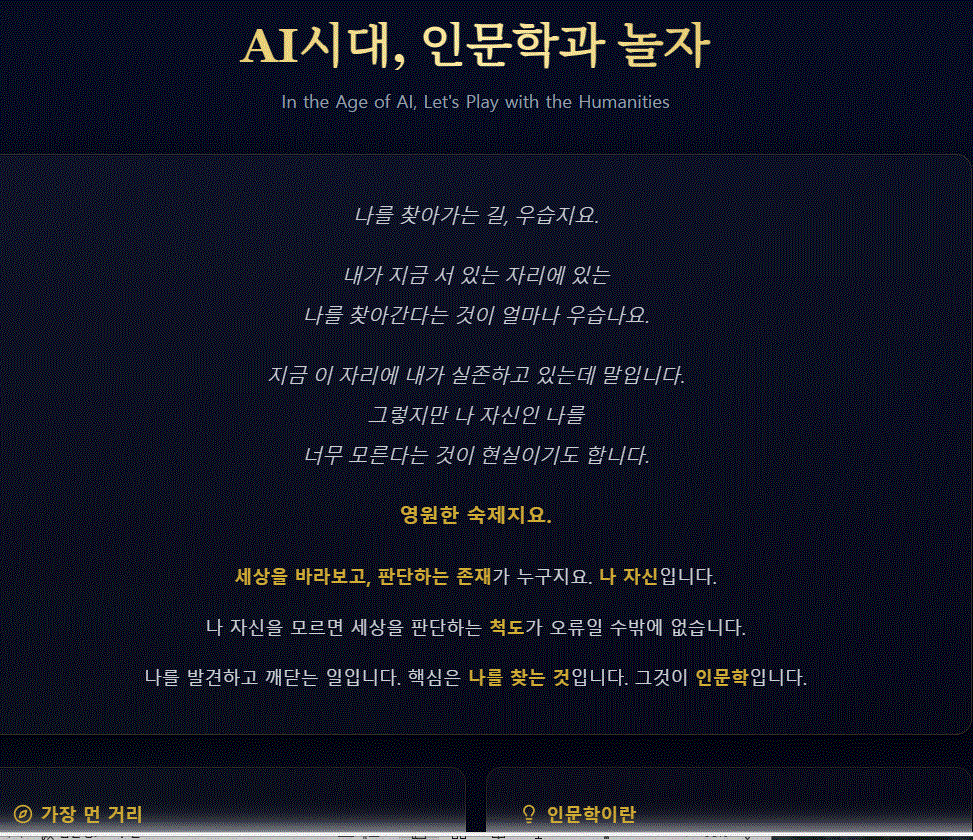 AI시대, 인문학과 놀자
In the Age of AI, Let's Play with the Humanities
나를 찾아가는 길, 우습지요.
내가 지금 서 있는 자리에 있는
나를 찾아간다는 것이 얼마나 우습나요.
지금 이 자리에 내가 실존하고 있는데 말입니다.
그렇지만 나 자신인 나를
너무 모른다는 것이 현실이기도 합니다.
영원한 숙제지요.
세상을 바라보고, 판단하는 존재가 누구지요. 나 자신입니다.
나 자신을 모르면 세상을 판단하는 척도가 오류일 수밖에 없습니다.
나를 발견하고 깨닫는 일입니다. 핵심은 나를 찾는 것입니다. 그것이 인문학입니다.
가장 먼 거리
인문학이란